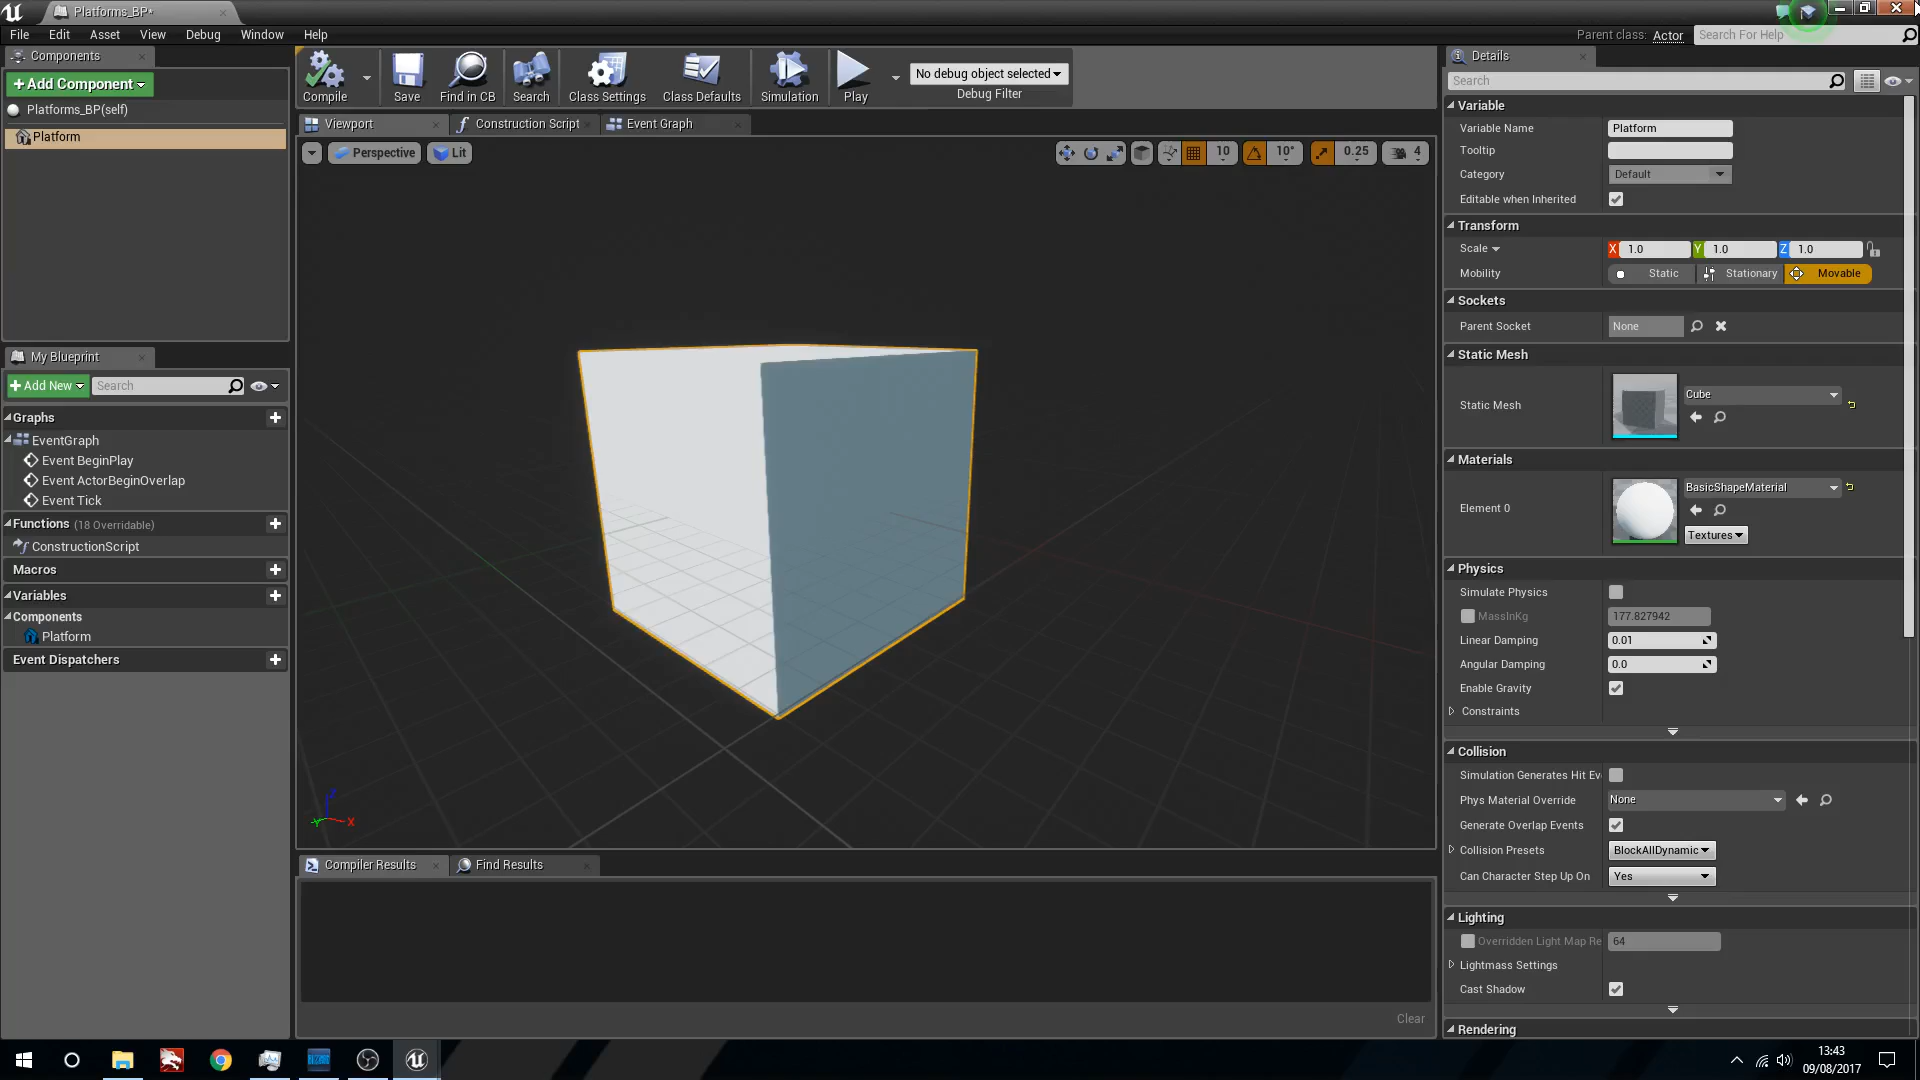 Platforms_BP*
File Edit Asset View Debug Window Help
Parent class: Actor Search For Help
Components
+Add Component
Platforms_BP(self)
Platform
My Blueprint
+Add New Search
Graphs
EventGraph
Event BeginPlay
Event ActorBeginOverlap
Event Tick
Functions (18 Overridable)
ConstructionScript
Macros
Variables
Components
Platform
Event Dispatchers
Compile Save Find in CB Search Class Settings Class Defaults Simulation Play
No debug object selected
Debug Filter
Viewport Construction Script Event Graph
Perspective Lit 10 10° 0.25 4
Z
Y X
Compiler Results Find Results
Clear
Details
Search
Variable
Variable Name Platform
Tooltip
Category Default
Editable when Inherited
Transform
Scale X 1.0 Y 1.0 Z 1.0
Mobility Static Stationary Movable
Sockets
Parent Socket None
Static Mesh
Static Mesh Cube
Materials
Element 0 BasicShapeMaterial
Textures
Physics
Simulate Physics
MassInKg 177.827942
Linear Damping 0.01
Angular Damping 0.0
Enable Gravity
Constraints
Collision
Simulation Generates Hit Ev
Phys Material Override None
Generate Overlap Events
Collision Presets BlockAllDynamic
Can Character Step Up On Yes
Lighting
Overridden Light Map Re 64
Lightmass Settings
Cast Shadow
Rendering
13:43
09/08/2017